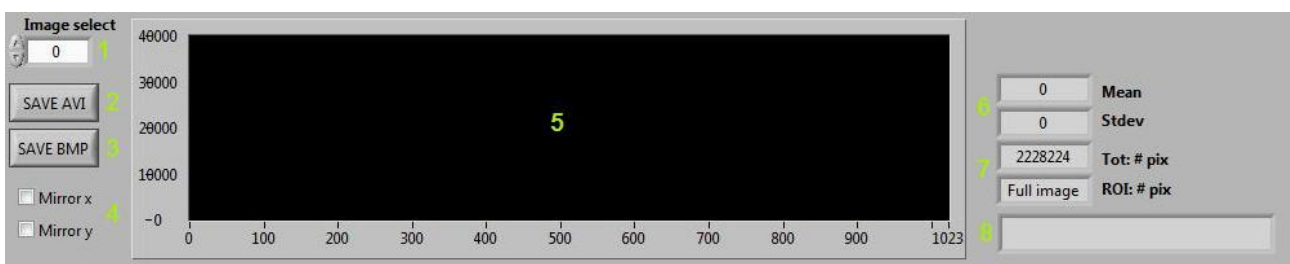 Image select
0
1
SAVE AVI
2
SAVE BMP
3
Mirror x
Mirror y
4
40000
30000
20000
10000
-0
0 100 200 300 400 500 600 700 800 900 1023
5
6
0 Mean
0 Stdev
7
2228224 Tot: # pix
Full image ROI: # pix
8